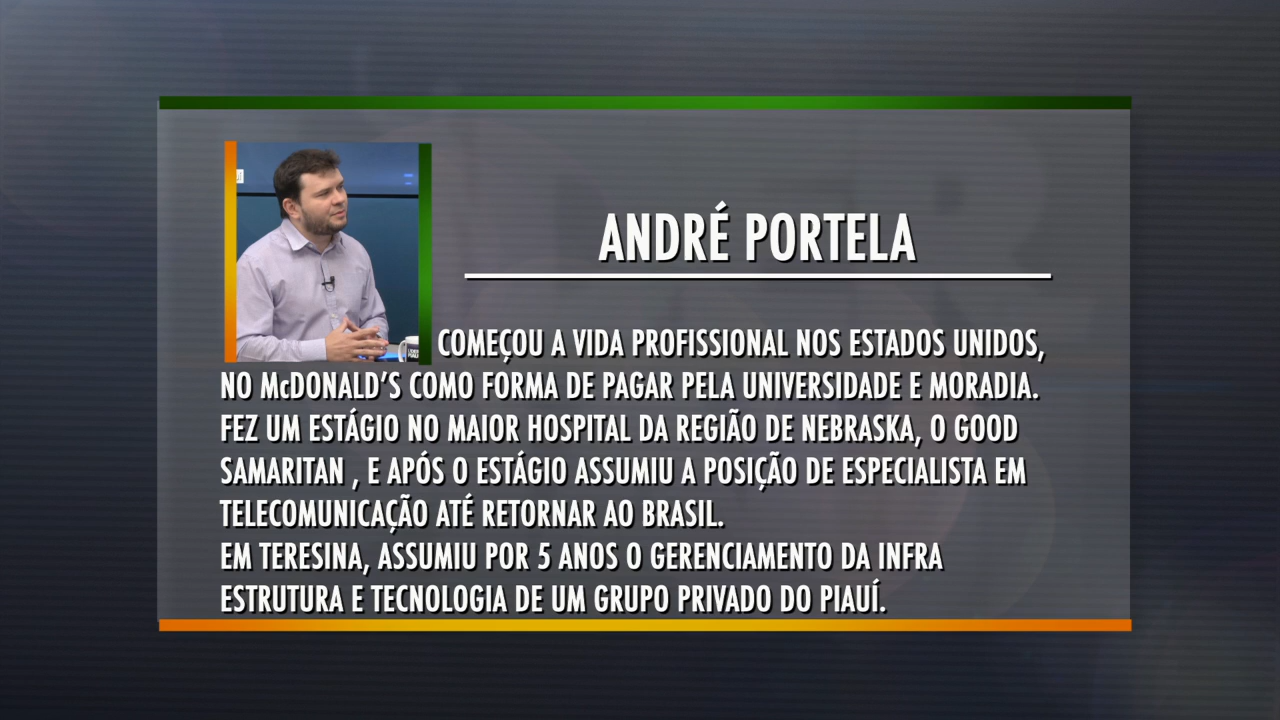 ANDRÉ PORTELA
COMEÇOU A VIDA PROFISSIONAL NOS ESTADOS UNIDOS,
NO McDONALD'S COMO FORMA DE PAGAR PELA UNIVERSIDADE E MORADIA.
FEZ UM ESTÁGIO NO MAIOR HOSPITAL DA REGIÃO DE NEBRASKA, O GOOD
SAMARITAN , E APÓS O ESTÁGIO ASSUMIU A POSIÇÃO DE ESPECIALISTA EM
TELECOMUNICAÇÃO ATÉ RETORNAR AO BRASIL.
EM TERESINA, ASSUMIU POR 5 ANOS O GERENCIAMENTO DA INFRA
ESTRUTURA E TECNOLOGIA DE UM GRUPO PRIVADO DO PIAUÍ.